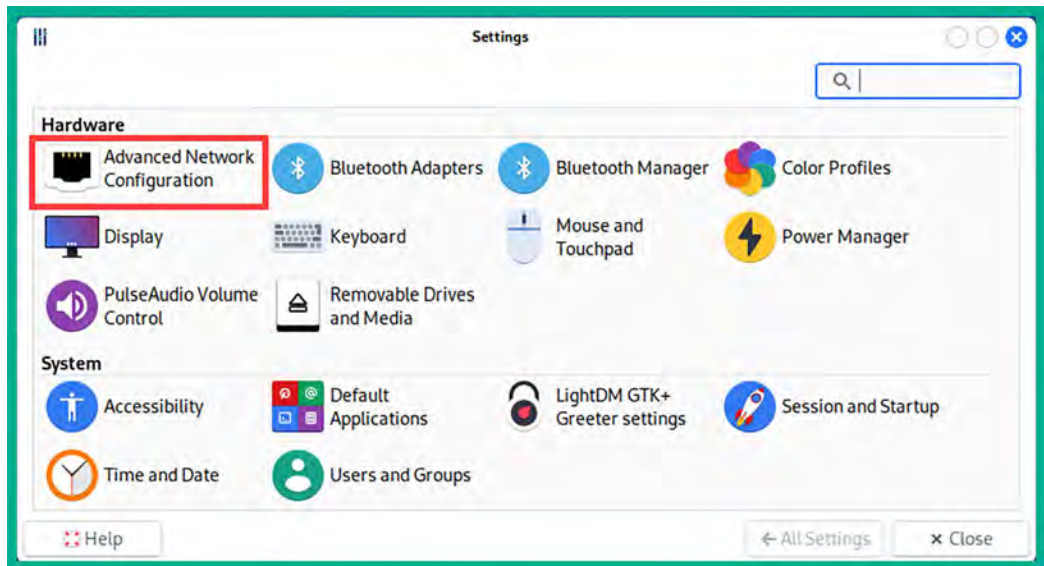 Settings
Hardware
Advanced Network
Configuration
Bluetooth Adapters
Bluetooth Manager
Color Profiles
Display
Keyboard
Mouse and
Touchpad
Power Manager
PulseAudio Volume
Control
Removable Drives
and Media
System
Accessibility
Default
Applications
LightDM GTK+
Greeter settings
Session and Startup
Time and Date
Users and Groups
Help
All Settings
Close